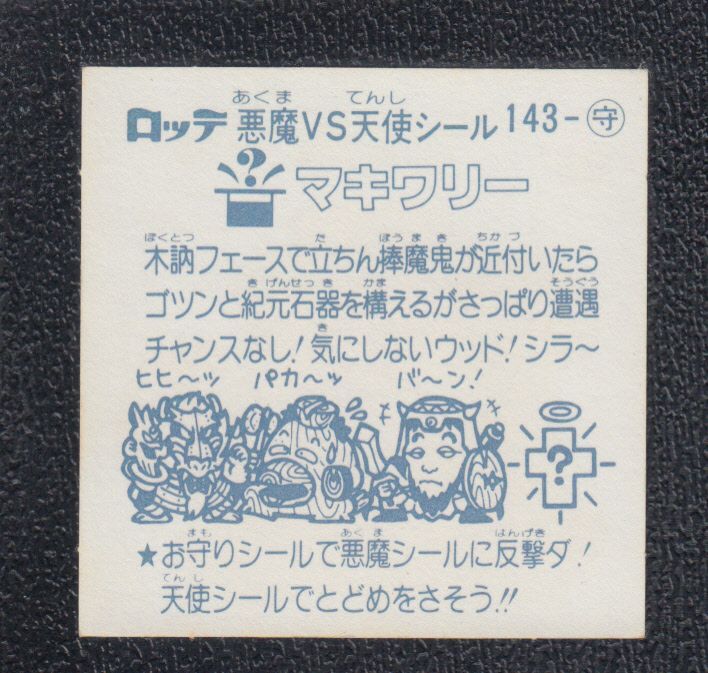 ロッテ 悪魔VS天使シール 143-守
あくま てんし
? マキワリー
ぼくとつ た ぼうまき ちかづ
木訥フェースで立ちん捧魔鬼が近付いたら
きげんせっき かま そうぐう
ゴツンと紀元石器を構えるがさっぱり遭遇
き
チャンスなし!気にしないウッド!シラ〜
ヒヒ〜ッ パカ〜ッ バ〜ン!
?
まも あくま はんげき
★お守りシールで悪魔シールに反撃ダ!
てんし
天使シールでとどめをさそう!!